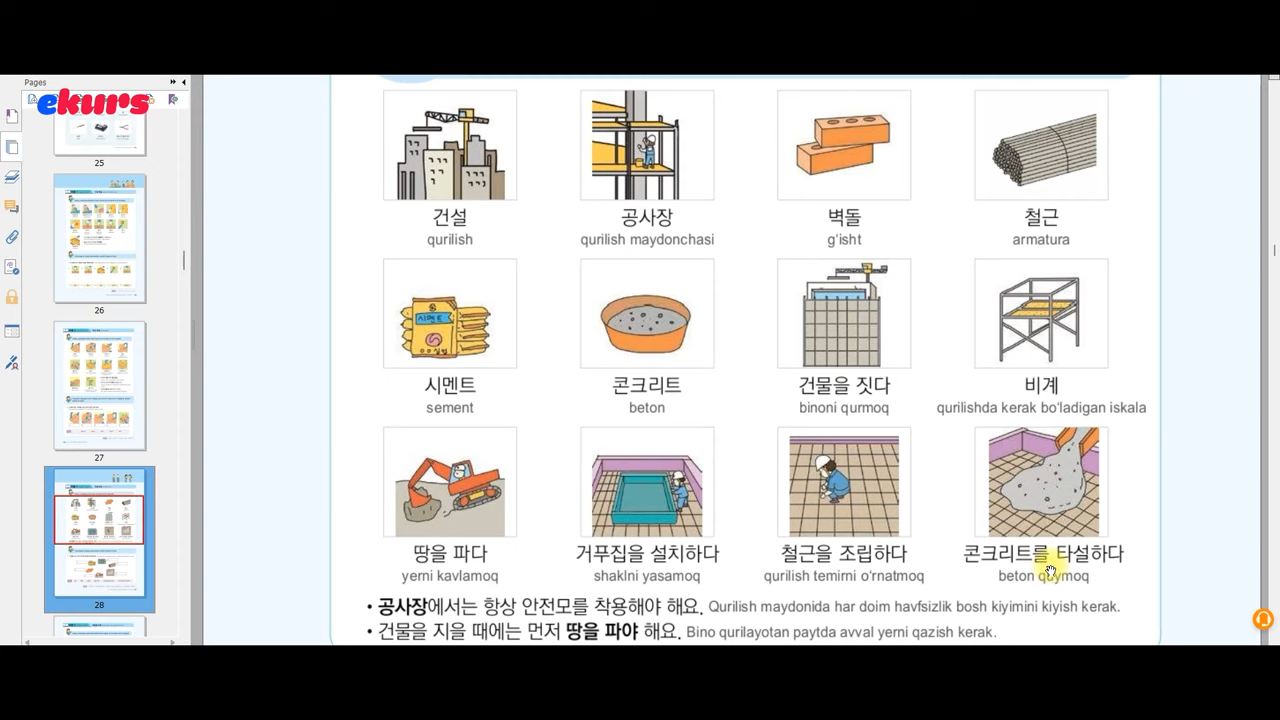 Pages
ekurs
25
26
27
28
건설 공사장 벽돌 철근
qurilish qurilish maydonchasi g'isht armatura
시멘트
시멘트 콘크리트 건물을 짓다 비계
sement beton binoni qurmoq qurilishda kerak bo'ladigan iskala
땅을 파다 거푸집을 설치하다 철근을 조립하다 콘크리트를 타설하다
yerni kavlamoq shaklni yasamoq qurilish temirni o'rnatmoq beton quymoq
• 공사장에서는 항상 안전모를 착용해야 해요. Qurilish maydonida har doim havfsizlik bosh kiyimini kiyish kerak.
• 건물을 지을 때에는 먼저 땅을 파야 해요. Bino qurilayotan paytda avval yerni qazish kerak.